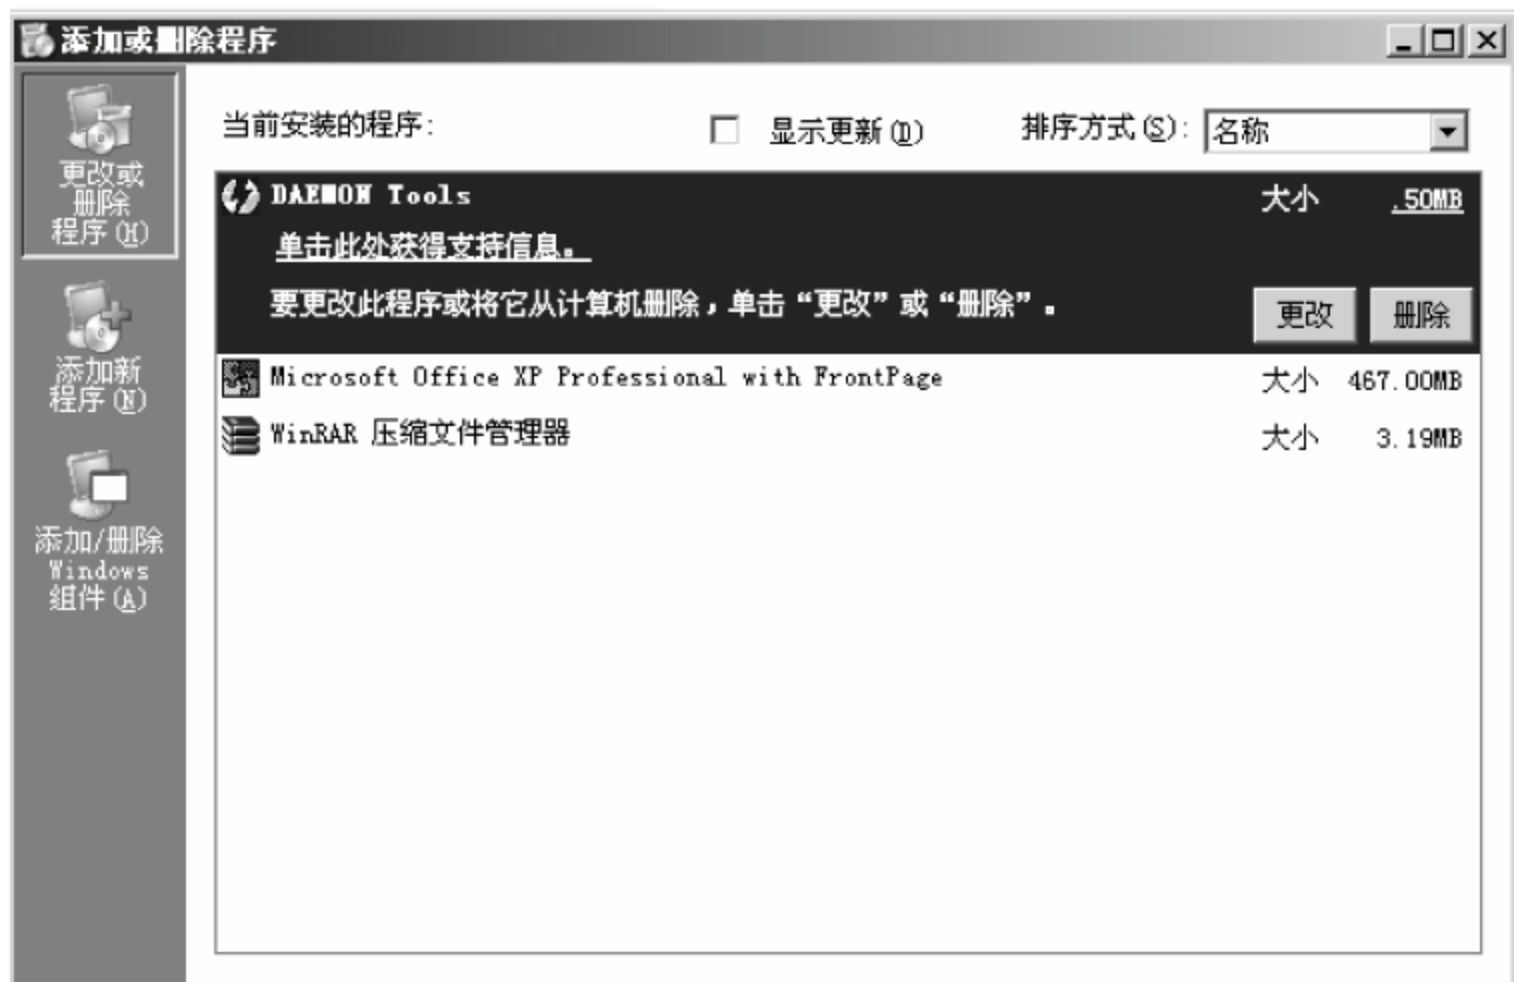 添加或删除程序
更改或
删除
程序(H)
添加新
程序(N)
添加/删除
Windows
组件(A)
当前安装的程序: 显示更新(D) 排序方式(S): 名称
DAEMON Tools 大小 .50MB
单击此处获得支持信息。
要更改此程序或将它从计算机删除，单击“更改”或“删除”。 更改 删除
Microsoft Office XP Professional with FrontPage 大小 467.00MB
WinRAR 压缩文件管理器 大小 3.19MB